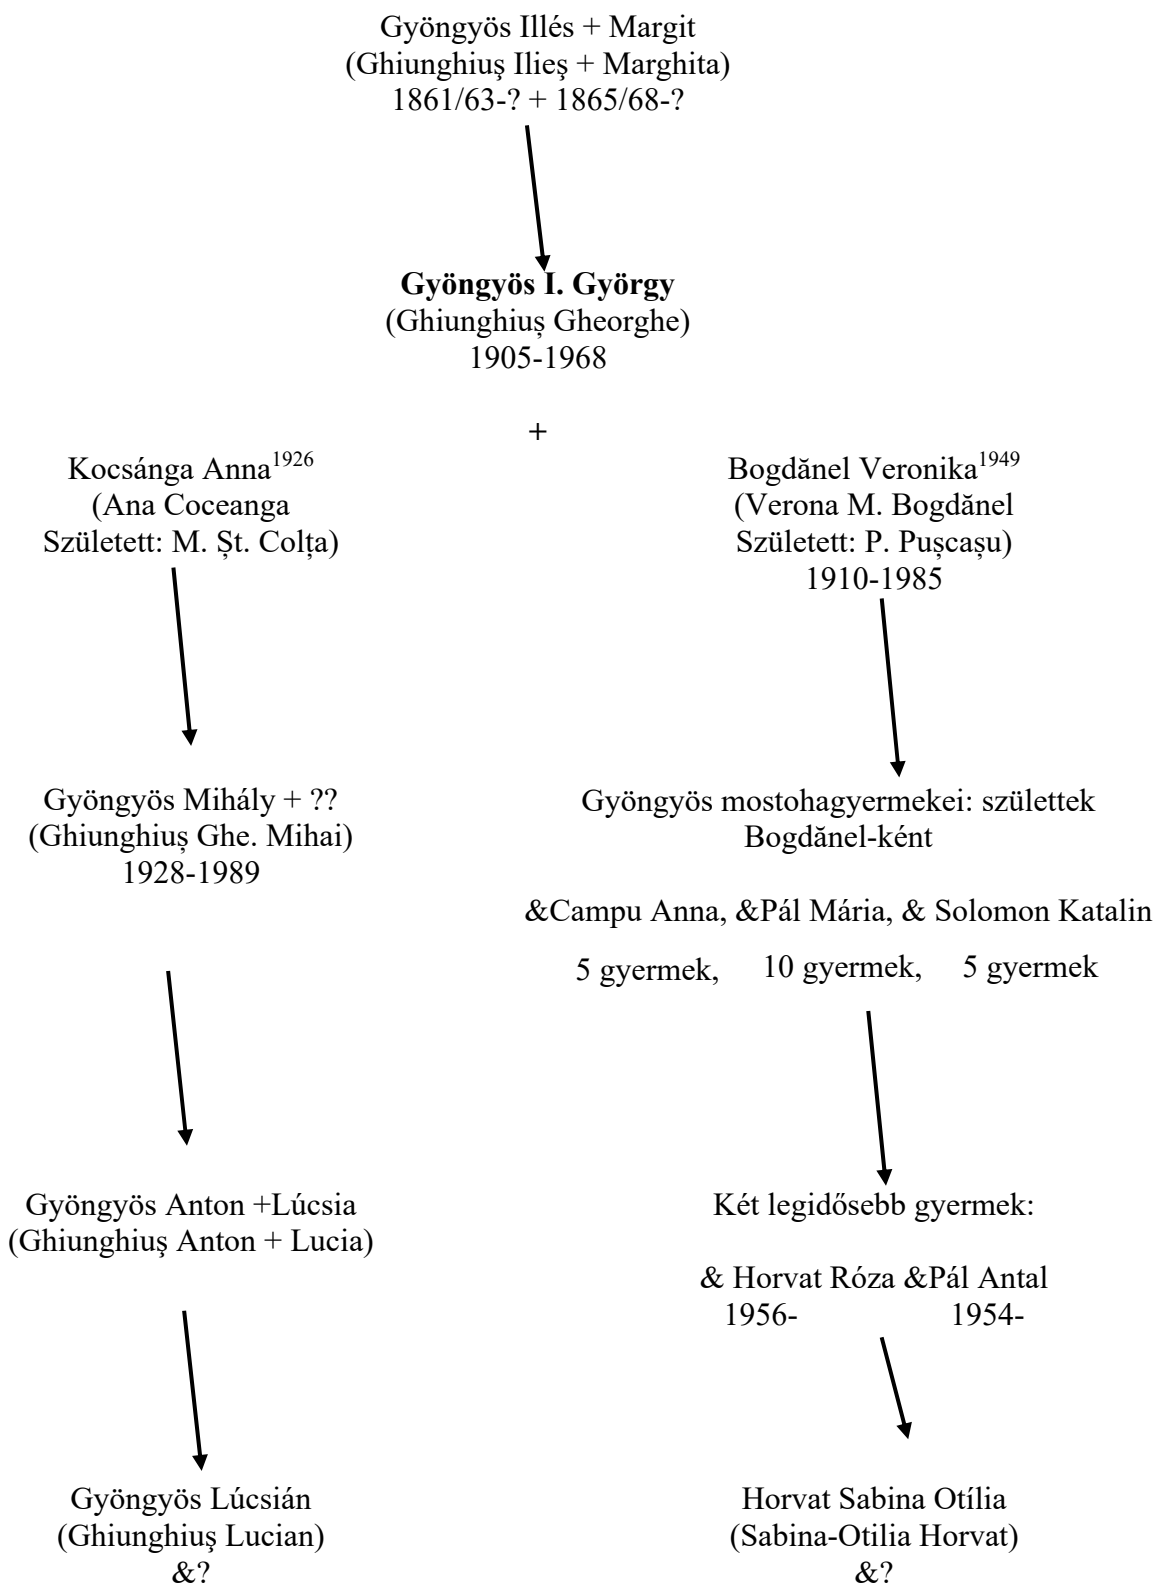 Gyöngyös Illés + Margit
(Ghiunghiuş Ilieş + Marghita)
1861/63-? + 1865/68-?
Gyöngyös I. György
(Ghiunghiuș Gheorghe)
1905-1968
+
Kocsánga Anna1926
(Ana Coceanga
Született: M. Șt. Colța)
Bogdănel Veronika1949
(Verona M. Bogdănel
Született: P. Pușcașu)
1910-1985
Gyöngyös Mihály + ??
(Ghiunghiuș Ghe. Mihai)
1928-1989
Gyöngyös mostohagyermekei: születtek
Bogdănel-ként
&Campu Anna, &Pál Mária, & Solomon Katalin
5 gyermek, 10 gyermek, 5 gyermek
Gyöngyös Anton +Lúcsia
(Ghiunghiuş Anton + Lucia)
Két legidősebb gyermek:
& Horvat Róza &Pál Antal
1956- 1954-
Gyöngyös Lúcsián
(Ghiunghiuş Lucian)
&?
Horvat Sabina Otília
(Sabina-Otilia Horvat)
&?